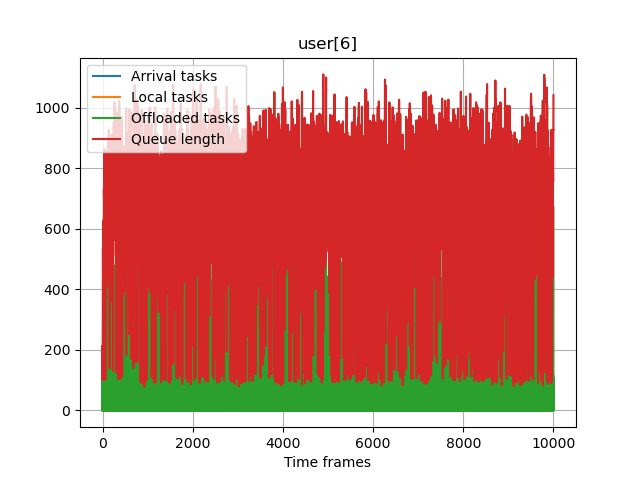 user[6]
Arrival tasks
Local tasks
Offloaded tasks
Queue length
1000
800
600
400
200
0
0 2000 4000 6000 8000 10000
Time frames